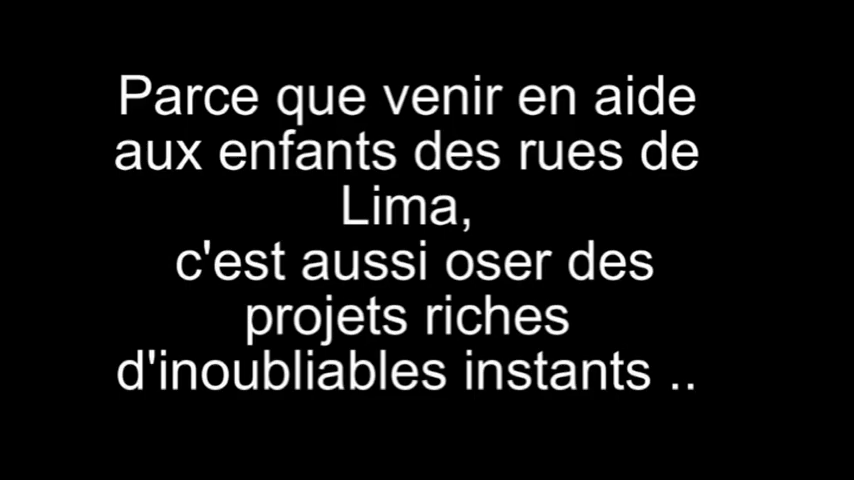 Parce que venir en aide
aux enfants des rues de
Lima,
c'est aussi oser des
projets riches
d'inoubliables instants ..